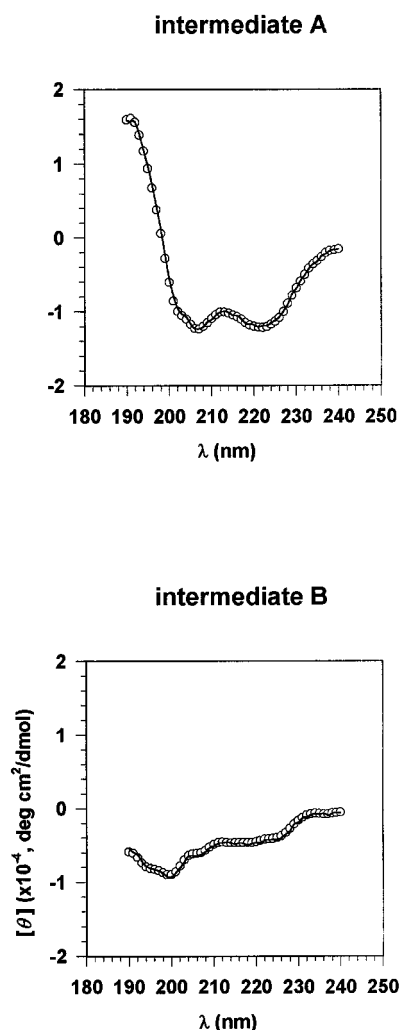 intermediate A
2
1
0
-1
-2
180 190 200 210 220 230 240 250
λ (nm)
intermediate B
[θ] (x10⁻⁴, deg cm²/dmol)
2
1
0
-1
-2
180 190 200 210 220 230 240 250
λ (nm)